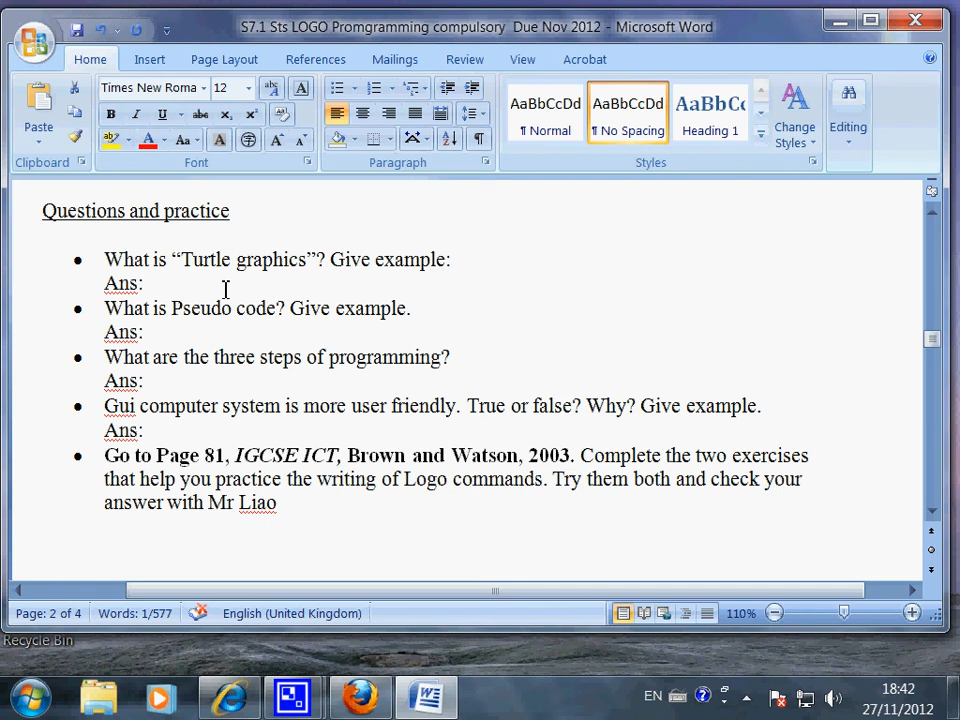 S7.1 Sts LOGO Promgramming compulsory Due Nov 2012 - Microsoft Word
Home Insert Page Layout References Mailings Review View Acrobat
Times New Roma 12
Paste
Clipboard Font Paragraph Styles
AaBbCcDd AaBbCcDd AaBbCc
¶ Normal ¶ No Spacing Heading 1
Change Styles
Editing
Questions and practice
• What is “Turtle graphics”? Give example:
Ans:
• What is Pseudo code? Give example.
Ans:
• What are the three steps of programming?
Ans:
• Gui computer system is more user friendly. True or false? Why? Give example.
Ans:
• Go to Page 81, IGCSE ICT, Brown and Watson, 2003. Complete the two exercises
that help you practice the writing of Logo commands. Try them both and check your
answer with Mr Liao
Page: 2 of 4 Words: 1/577 English (United Kingdom) 110%
Recycle Bin
EN
18:42
27/11/2012